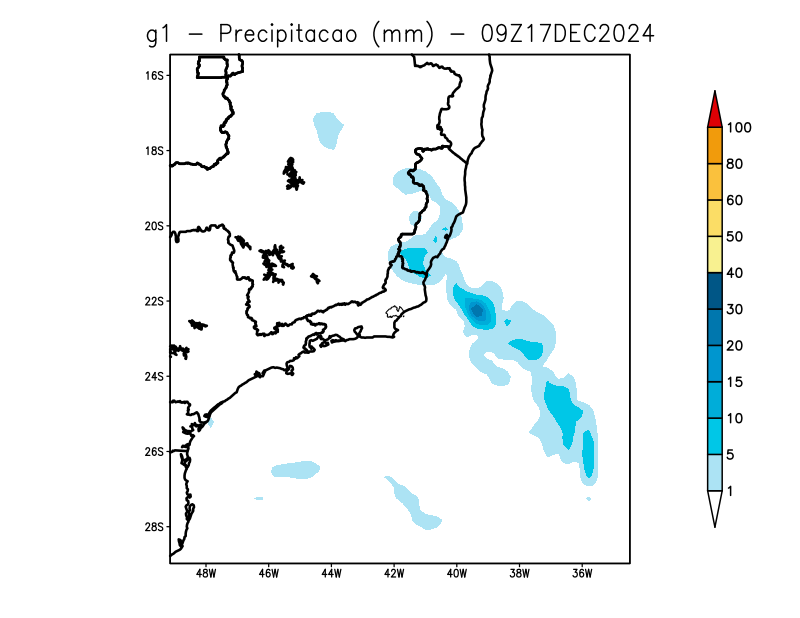 g1 – Precipitacao (mm) – 09Z17DEC2024
16S
18S
20S
22S
24S
26S
28S
48W 46W 44W 42W 40W 38W 36W
100
80
60
50
40
30
20
15
10
5
1